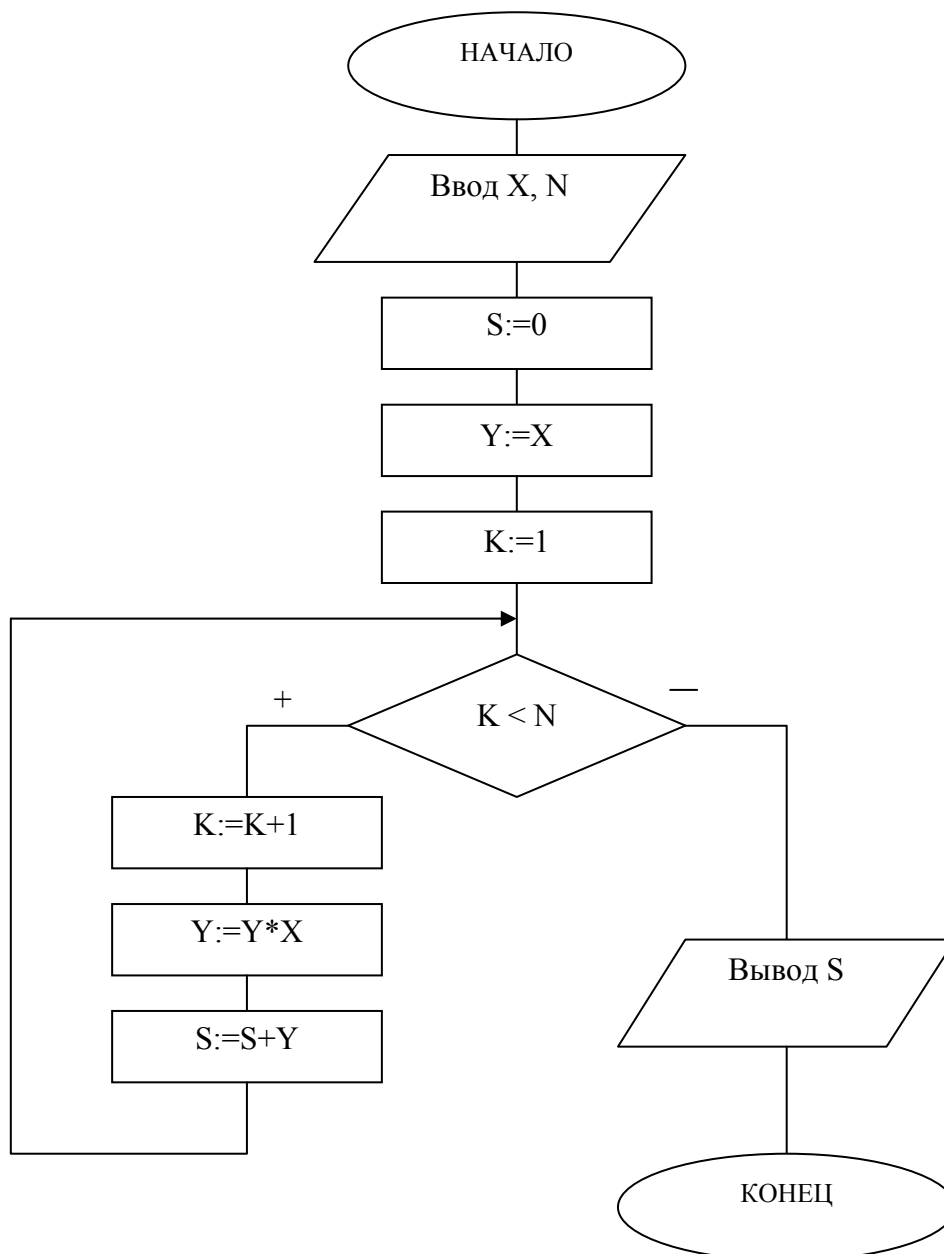 НАЧАЛО
Ввод X, N
S:=0
Y:=X
K:=1
K < N
+
—
K:=K+1
Y:=Y*X
S:=S+Y
Вывод S
КОНЕЦ